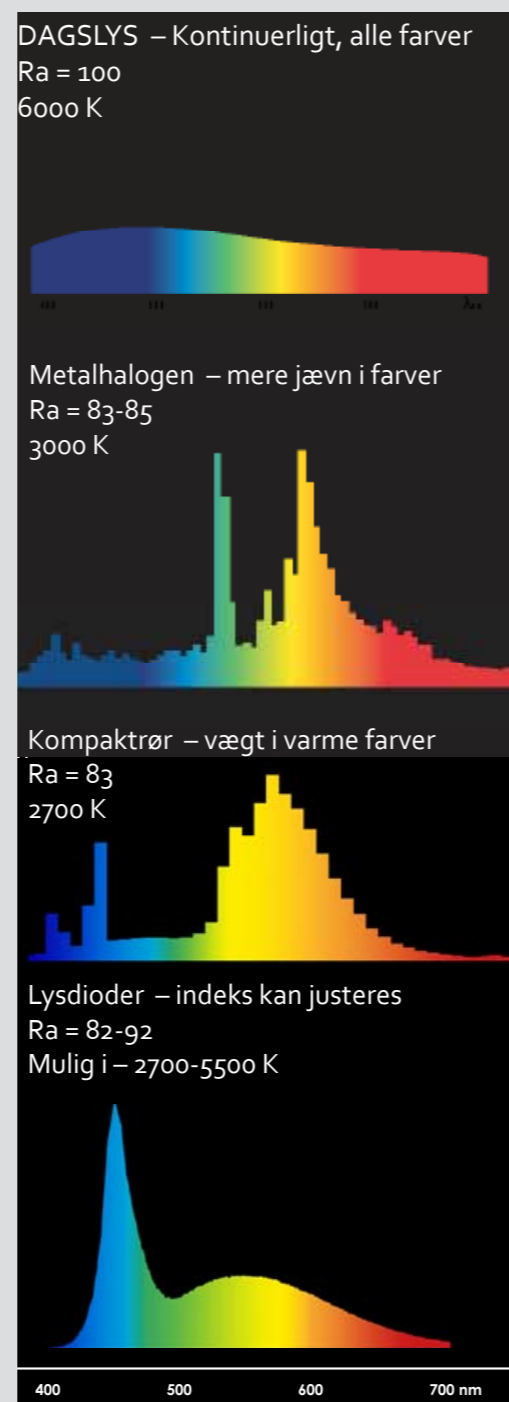 DAGSLYS – Kontinuerligt, alle farver
Ra = 100
6000 K
Metalhalogen – mere jævn i farver
Ra = 83-85
3000 K
Kompaktrør – vægt i varme farver
Ra = 83
2700 K
Lysdioder – indeks kan justeres
Ra = 82-92
Mulig i – 2700-5500 K
400 500 600 700 nm